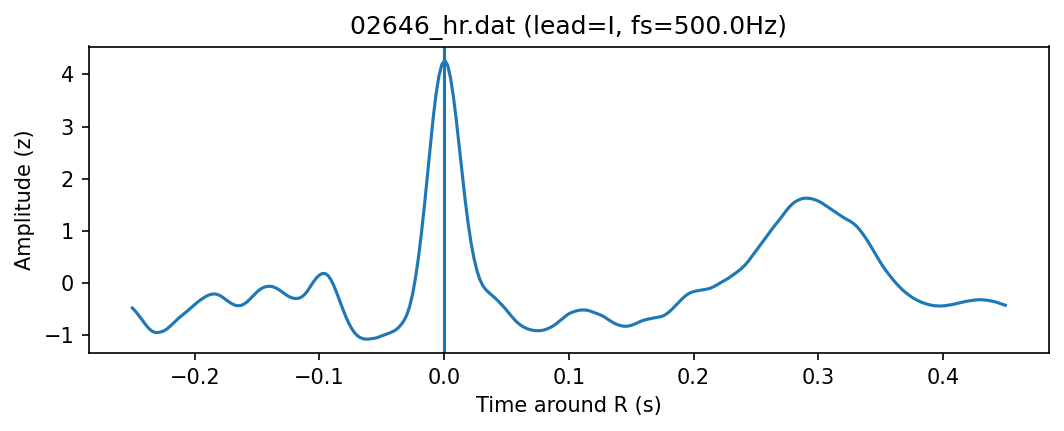 02646_hr.dat (lead=I, fs=500.0Hz)
Amplitude (z)
4
3
2
1
0
−1
−0.2 −0.1 0.0 0.1 0.2 0.3 0.4
Time around R (s)